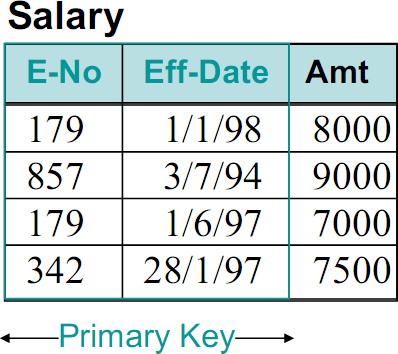 Salary
E-No Eff-Date Amt
179 1/1/98 8000
857 3/7/94 9000
179 1/6/97 7000
342 28/1/97 7500
Primary Key